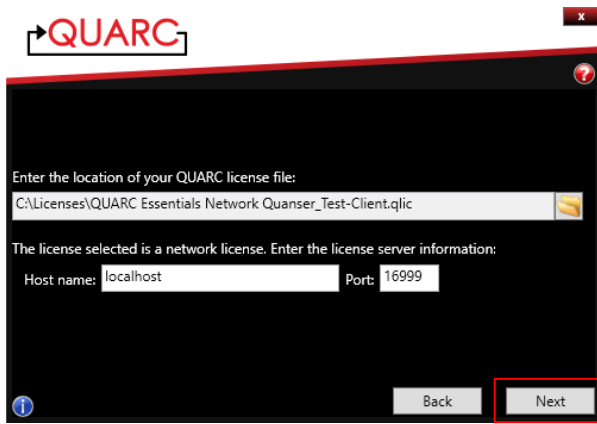 QUARC
x
?
Enter the location of your QUARC license file:
C:\Licenses\QUARC Essentials Network Quanser_Test-Client.qlic
The license selected is a network license. Enter the license server information:
Host name: localhost Port: 16999
i Back Next